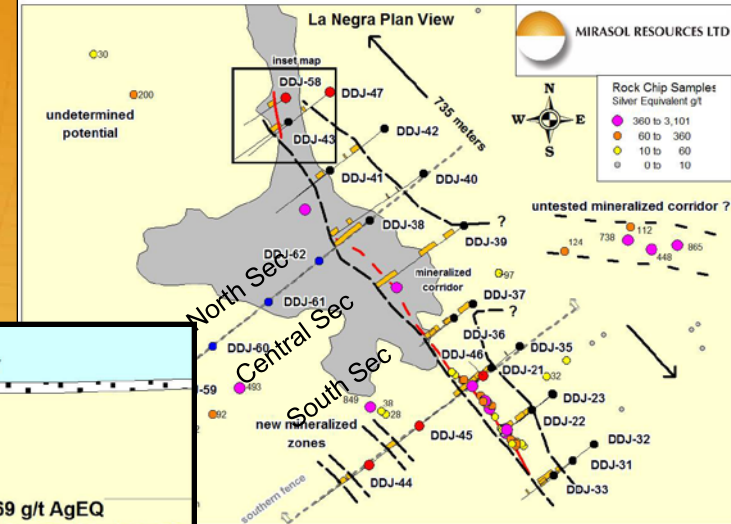 La Negra Plan View
MIRASOL RESOURCES LTD
Rock Chip Samples
Silver Equivalent g/t
360 to 3,101
60 to 360
10 to 60
0 to 10
N
W E
S
inset map
30
200
undetermined
potential
DDJ-58
DDJ-47
DDJ-43
735 meters
DDJ-42
DDJ-41
DDJ-40
DDJ-38
?
DDJ-39
untested mineralized corridor ?
112
738
124
448
865
DDJ-62
mineralized
corridor
97
DDJ-61
DDJ-37
?
North Sec
Central Sec
South Sec
DDJ-36
DDJ-60
DDJ-46
DDJ-35
DDJ-21
32
-59
493
DDJ-23
92
849
38
28
DDJ-22
new mineralized
zones
DDJ-45
DDJ-32
DDJ-31
DDJ-44
DDJ-33
southern fence
69 g/t AgEQ